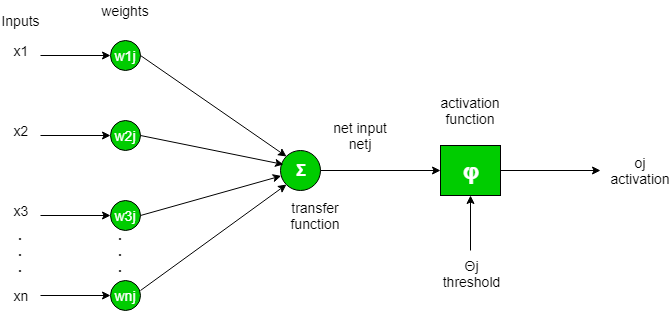 Inputs
weights
x1
w1j
x2
w2j
x3
w3j
xn
wnj
Σ
transfer
function
net input
netj
activation
function
φ
Θj
threshold
oj
activation